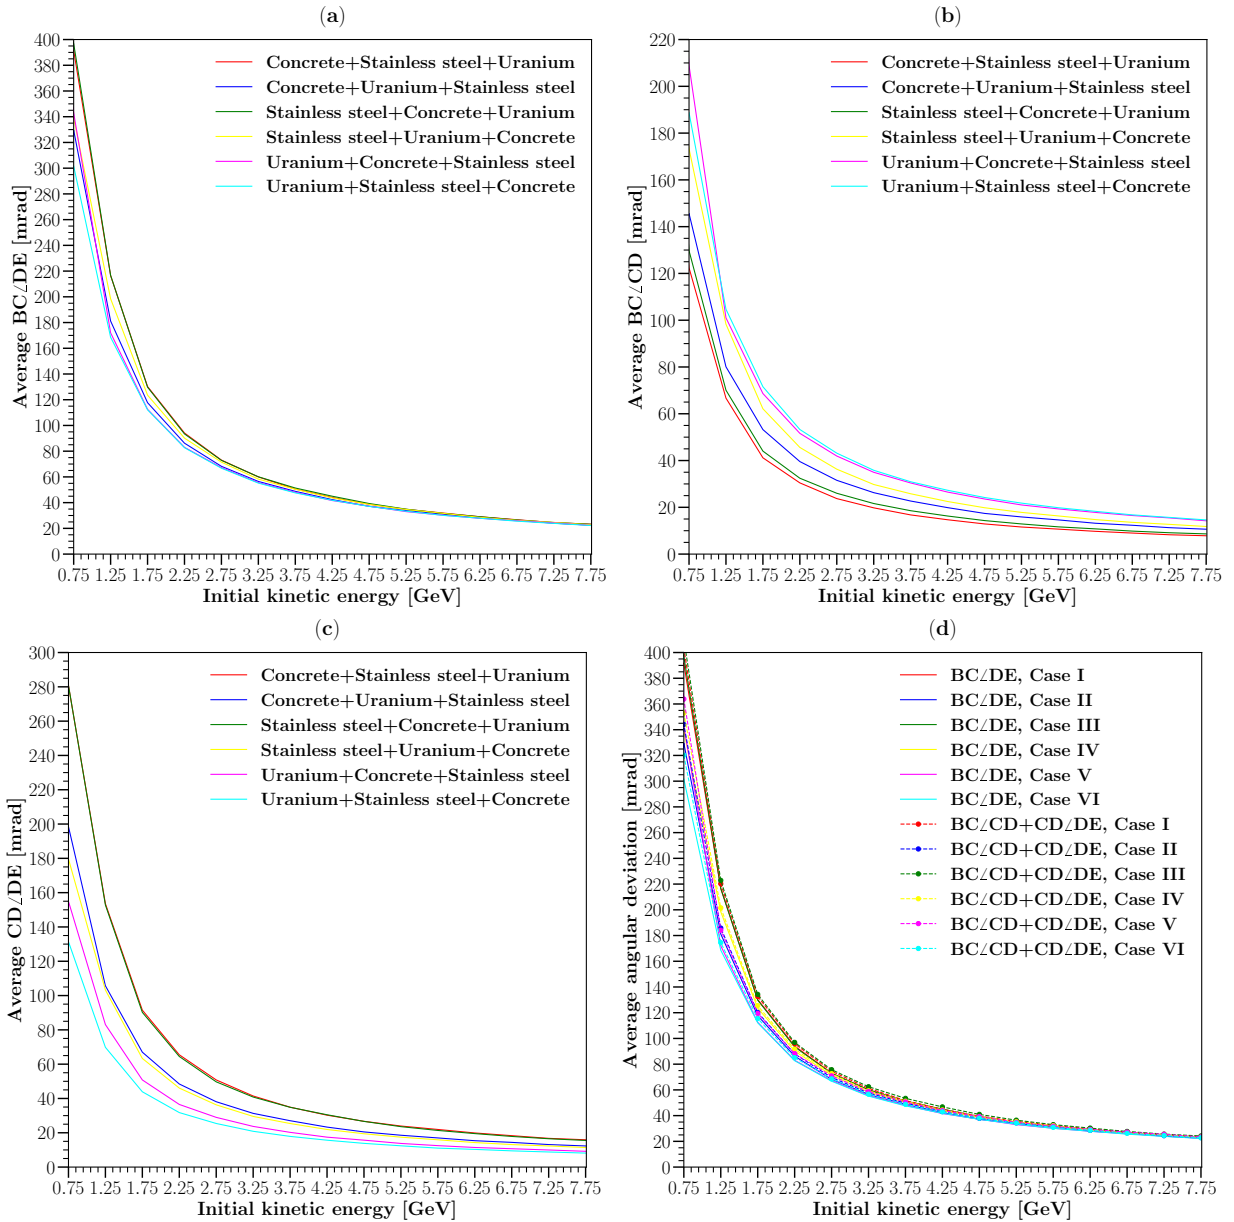 (a)
400
380
360
340
320
300
280
260
240
220
200
180
160
140
120
100
80
60
40
20
0
Average BC∠DE [mrad]
Concrete+Stainless steel+Uranium
Concrete+Uranium+Stainless steel
Stainless steel+Concrete+Uranium
Stainless steel+Uranium+Concrete
Uranium+Concrete+Stainless steel
Uranium+Stainless steel+Concrete
0.75 1.25 1.75 2.25 2.75 3.25 3.75 4.25 4.75 5.25 5.75 6.25 6.75 7.25 7.75
Initial kinetic energy [GeV]
(b)
220
200
180
160
140
120
100
80
60
40
20
0
Average BC∠CD [mrad]
Concrete+Stainless steel+Uranium
Concrete+Uranium+Stainless steel
Stainless steel+Concrete+Uranium
Stainless steel+Uranium+Concrete
Uranium+Concrete+Stainless steel
Uranium+Stainless steel+Concrete
0.75 1.25 1.75 2.25 2.75 3.25 3.75 4.25 4.75 5.25 5.75 6.25 6.75 7.25 7.75
Initial kinetic energy [GeV]
(c)
300
280
260
240
220
200
180
160
140
120
100
80
60
40
20
0
Average CD∠DE [mrad]
Concrete+Stainless steel+Uranium
Concrete+Uranium+Stainless steel
Stainless steel+Concrete+Uranium
Stainless steel+Uranium+Concrete
Uranium+Concrete+Stainless steel
Uranium+Stainless steel+Concrete
0.75 1.25 1.75 2.25 2.75 3.25 3.75 4.25 4.75 5.25 5.75 6.25 6.75 7.25 7.75
Initial kinetic energy [GeV]
(d)
400
380
360
340
320
300
280
260
240
220
200
180
160
140
120
100
80
60
40
20
0
Average angular deviation [mrad]
BC∠DE, Case I
BC∠DE, Case II
BC∠DE, Case III
BC∠DE, Case IV
BC∠DE, Case V
BC∠DE, Case VI
BC∠CD+CD∠DE, Case I
BC∠CD+CD∠DE, Case II
BC∠CD+CD∠DE, Case III
BC∠CD+CD∠DE, Case IV
BC∠CD+CD∠DE, Case V
BC∠CD+CD∠DE, Case VI
0.75 1.25 1.75 2.25 2.75 3.25 3.75 4.25 4.75 5.25 5.75 6.25 6.75 7.25 7.75
Initial kinetic energy [GeV]